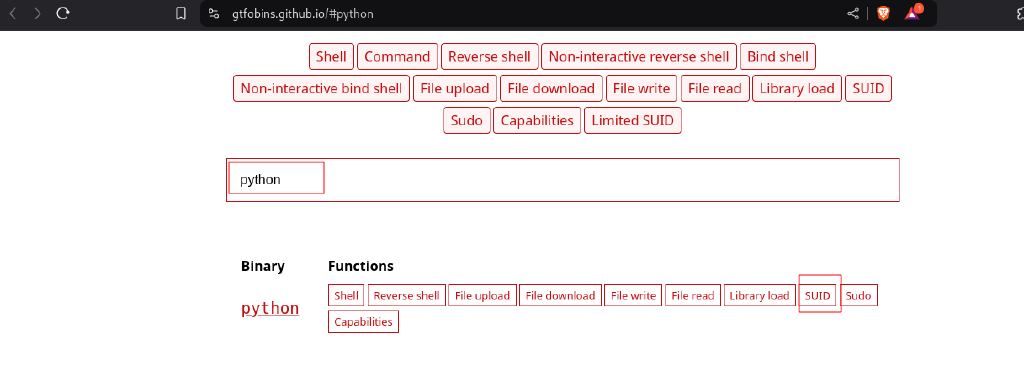 gtfobins.github.io/#python
3
Shell Command Reverse shell Non-interactive reverse shell Bind shell
Non-interactive bind shell File upload File download File write File read Library load SUID
Sudo Capabilities Limited SUID
python
Binary Functions
python Shell Reverse shell File upload File download File write File read Library load SUID Sudo
Capabilities